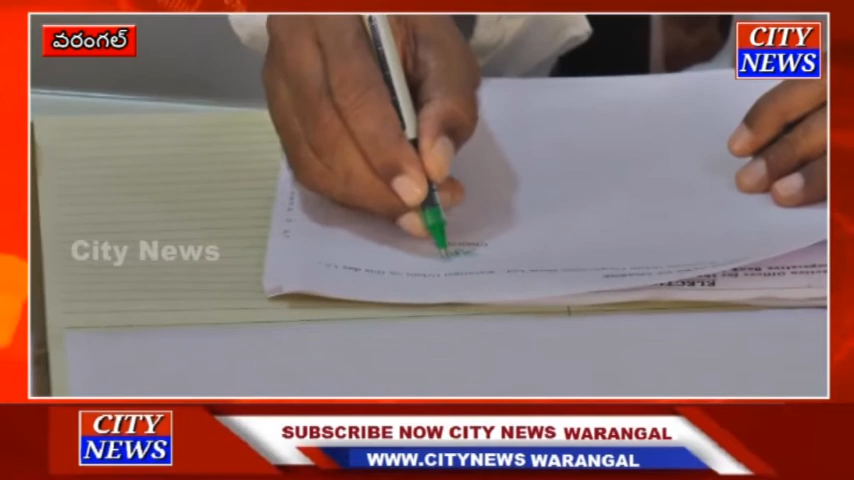 వరంగల్
CITY
NEWS
City News
CITY
NEWS
SUBSCRIBE NOW CITY NEWS WARANGAL
WWW.CITYNEWS WARANGAL